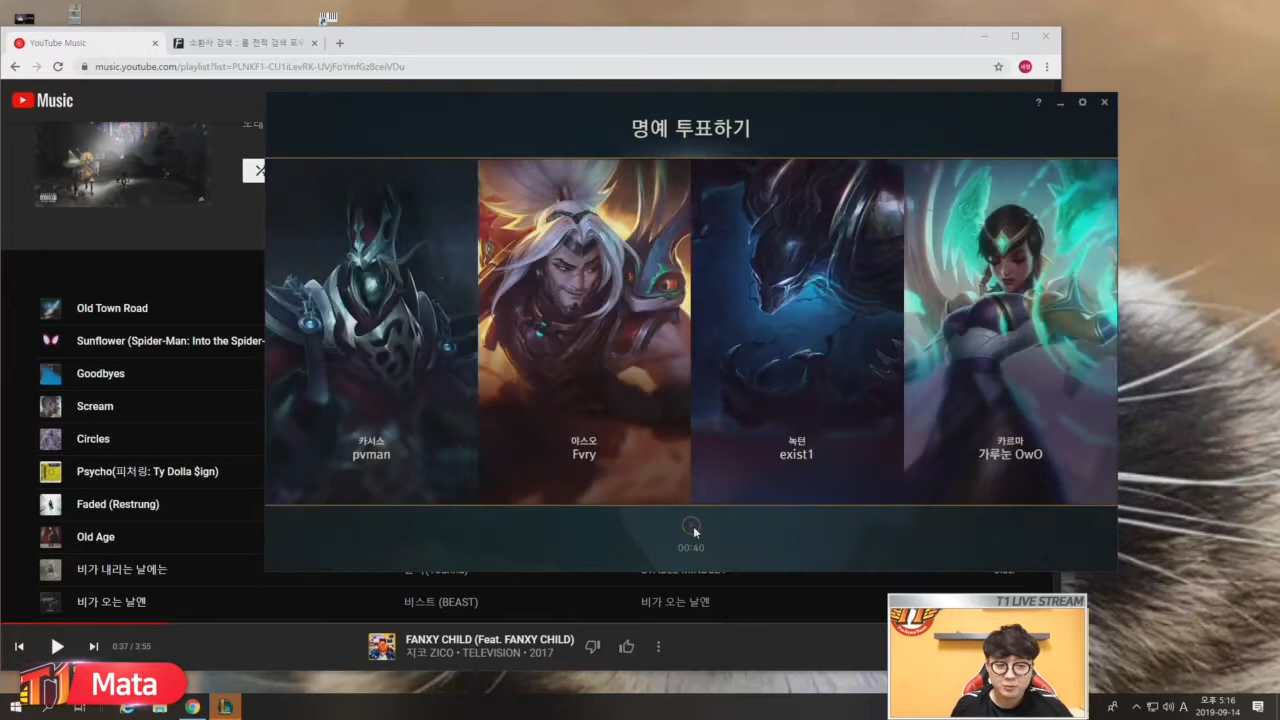 YouTube Music
소환사 검색 :: 롤 전적 검색 포우
music.youtube.com/playlist?list=PLNKF1-CU1iLevRK-UVjFoYmfGzBceiVDu
Music
명예 투표하기
Old Town Road
Sunflower (Spider-Man: Into the Spider-
Goodbyes
Scream
Circles
Psycho(피처링: Ty Dolla $ign)
Faded (Restrung)
Old Age
비가 내리는 날에는
비가 오는 날엔
비스트 (BEAST)
비가 오는 날엔
카서스
pvman
야스오
Fvry
녹턴
exist1
카르마
가루눈 OwO
00:40
0:37 / 3:55
FANXY CHILD (Feat. FANXY CHILD)
지코 ZICO • TELEVISION • 2017
T1 LIVE STREAM
T1
Mata
A
오후 5:16
2019-09-14